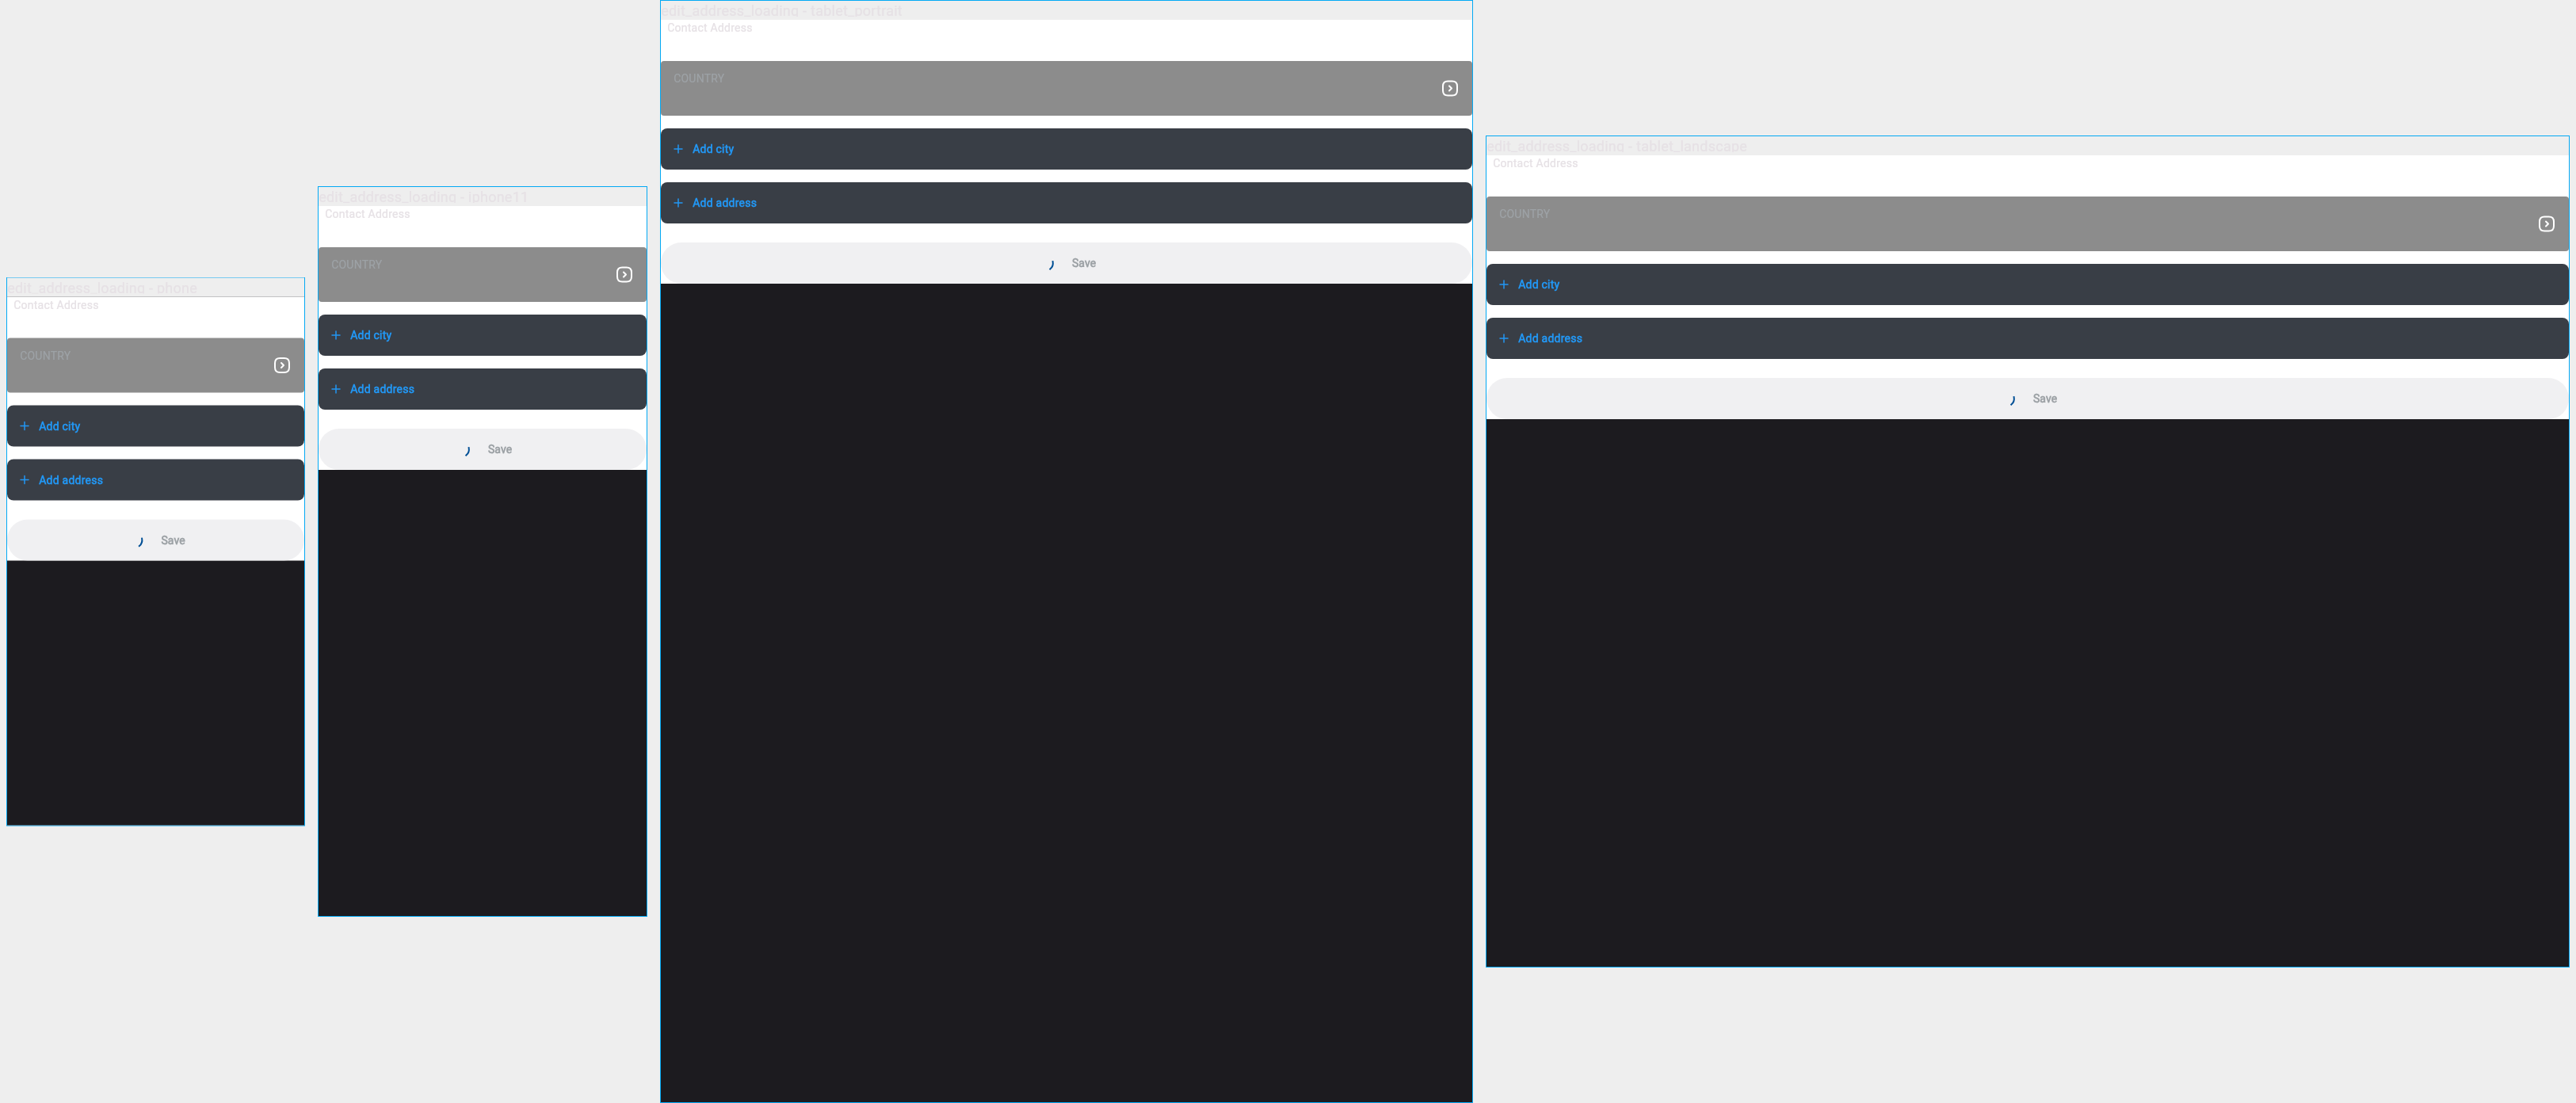 edit_address_loading - phone
Contact Address
COUNTRY
Add city
Add address
Save
edit_address_loading - iphone11
Contact Address
COUNTRY
Add city
Add address
Save
edit_address_loading - tablet_portrait
Contact Address
COUNTRY
Add city
Add address
Save
edit_address_loading - tablet_landscape
Contact Address
COUNTRY
Add city
Add address
Save